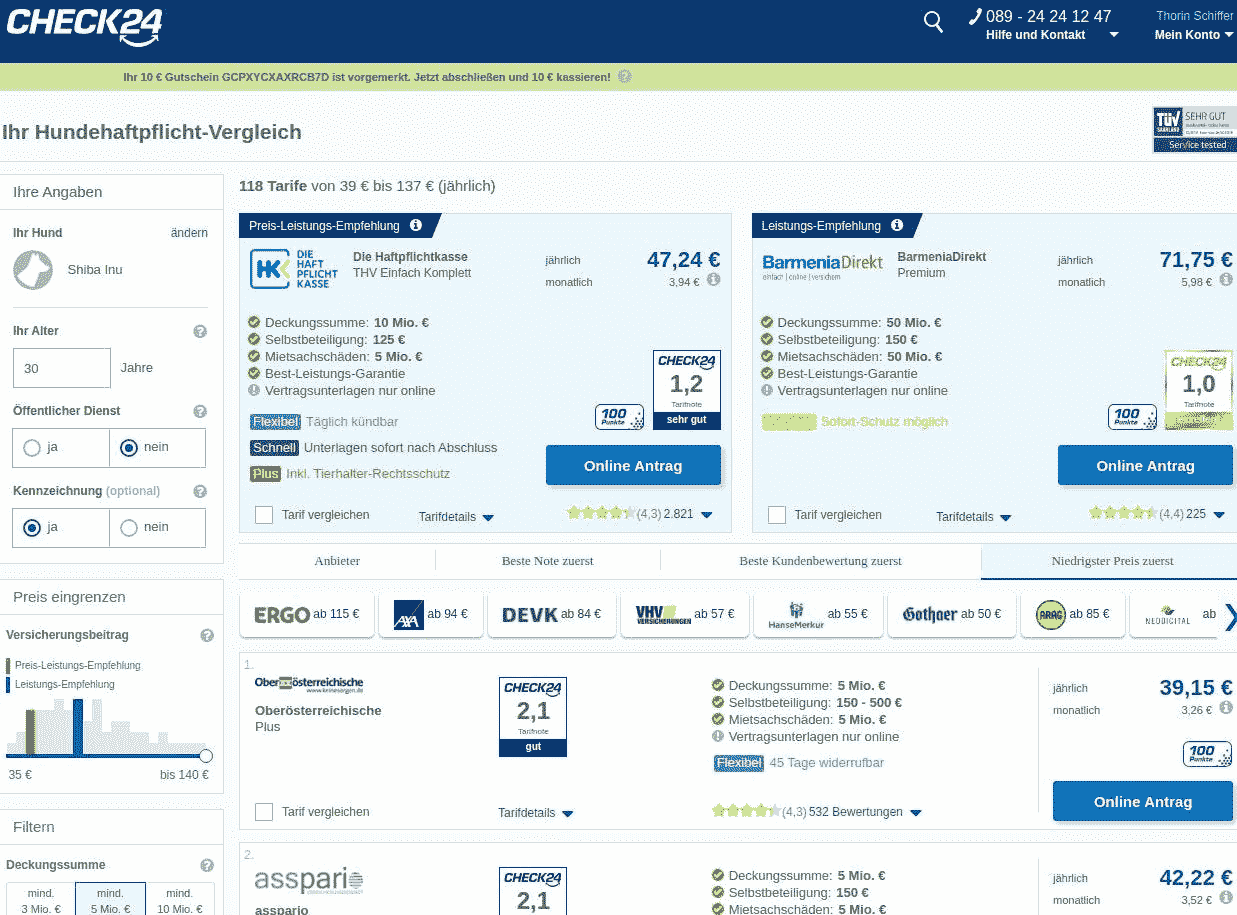 CHECK24
089 - 24 24 12 47
Hilfe und Kontakt
Thorin Schiffer
Mein Konto
Ihr 10 € Gutschein GCPXYCXAXRCB7D ist vorgemerkt. Jetzt abschließen und 10 € kassieren!
Ihr Hundehaftpflicht-Vergleich
TÜV
SAARLAND
SEHR GUT
Service tested
Ihre Angaben
Ihr Hund
ändern
Shiba Inu
Ihr Alter
30
Jahre
Öffentlicher Dienst
ja
nein
Kennzeichnung (optional)
ja
nein
Preis eingrenzen
Versicherungsbeitrag
Preis-Leistungs-Empfehlung
Leistungs-Empfehlung
35 €
bis 140 €
Filtern
Deckungssumme
mind.
3 Mio. €
mind.
5 Mio. €
mind.
10 Mio. €
118 Tarife von 39 € bis 137 € (jährlich)
Preis-Leistungs-Empfehlung
HK
DIE
HAFT
PFLICHT
KASSE
Die Haftpflichtkasse
THV Einfach Komplett
jährlich
47,24 €
monatlich
3,94 €
Deckungssumme: 10 Mio. €
Selbstbeteiligung: 125 €
Mietsachschäden: 5 Mio. €
Best-Leistungs-Garantie
Vertragsunterlagen nur online
CHECK24
1,2
Tarifnote
sehr gut
100
Punkte
Flexibel Täglich kündbar
Schnell Unterlagen sofort nach Abschluss
Plus Inkl. Tierhalter-Rechtsschutz
Online Antrag
Tarif vergleichen
Tarifdetails
(4,3) 2.821
Leistungs-Empfehlung
BarmeniaDirekt
einfach | online | versichern
BarmeniaDirekt
Premium
jährlich
71,75 €
monatlich
5,98 €
Deckungssumme: 50 Mio. €
Selbstbeteiligung: 150 €
Mietsachschäden: 50 Mio. €
Best-Leistungs-Garantie
Vertragsunterlagen nur online
CHECK24
1,0
Tarifnote
100
Punkte
Sofort-Schutz möglich
Online Antrag
Tarif vergleichen
Tarifdetails
(4,4) 225
Anbieter
Beste Note zuerst
Beste Kundenbewertung zuerst
Niedrigster Preis zuerst
ERGO ab 115 €
AXA ab 94 €
DEVK ab 84 €
VHV VERSICHERUNGEN ab 57 €
HanseMerkur ab 55 €
Gothaer ab 50 €
ARAG ab 85 €
NEODIGITAL ab
1.
Oberösterreichische
www.keinesorgen.de
Oberösterreichische
Plus
CHECK24
2,1
Tarifnote
gut
Deckungssumme: 5 Mio. €
Selbstbeteiligung: 150 - 500 €
Mietsachschäden: 5 Mio. €
Vertragsunterlagen nur online
Flexibel 45 Tage widerrufbar
jährlich
39,15 €
monatlich
3,26 €
100
Punkte
Online Antrag
Tarif vergleichen
Tarifdetails
(4,3) 532 Bewertungen
2.
asspario
asspario
CHECK24
2,1
Deckungssumme: 5 Mio. €
Selbstbeteiligung: 150 €
Mietsachschäden: 5 Mio. €
jährlich
42,22 €
monatlich
3,52 €